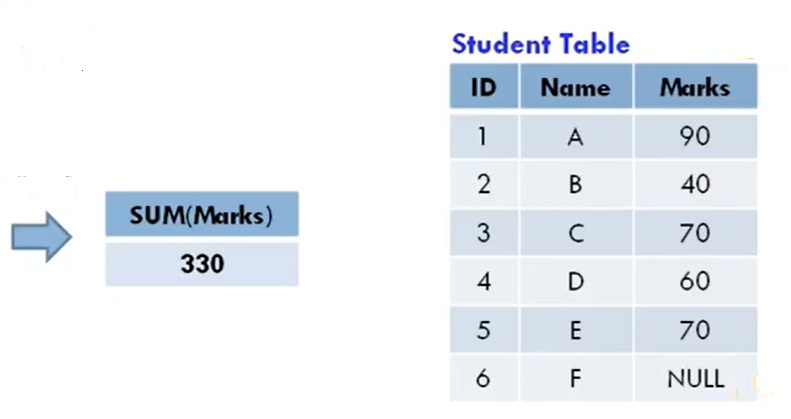 Student Table
ID Name Marks
1 A 90
2 B 40
3 C 70
4 D 60
5 E 70
6 F NULL
SUM(Marks)
330